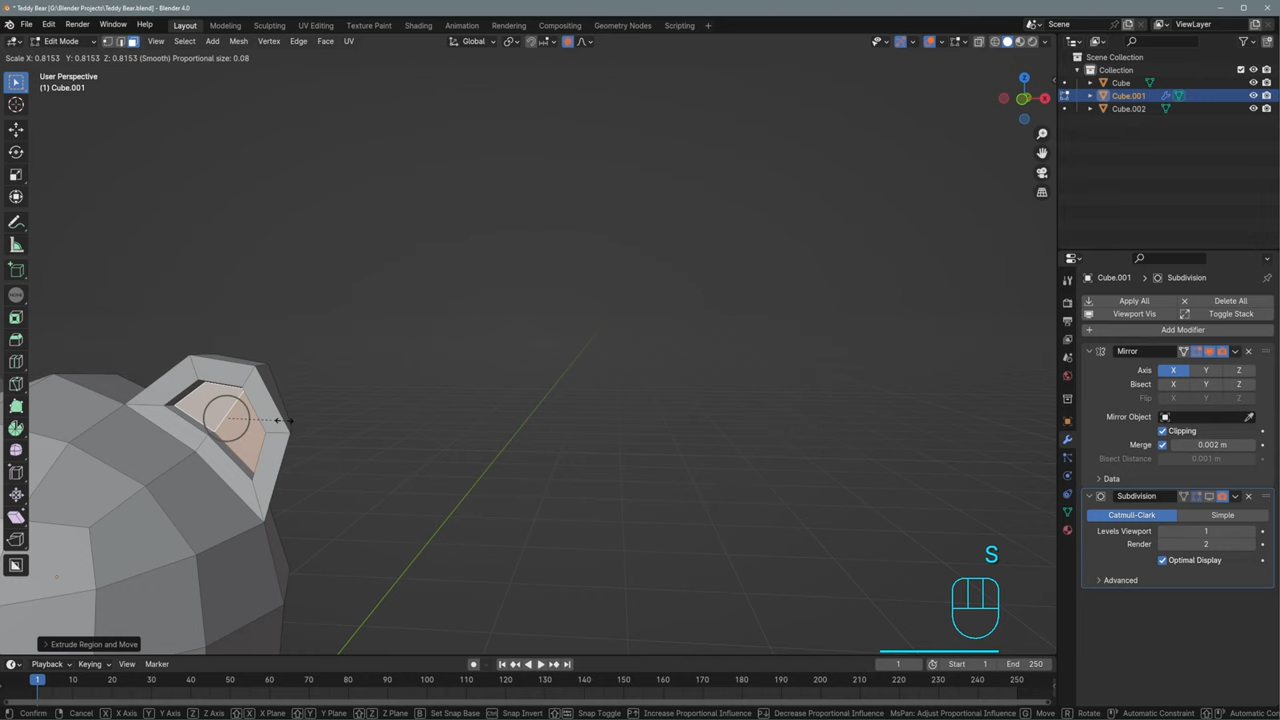 * Teddy Bear [G:\Blender Projects\Teddy Bear.blend] - Blender 4.0
File Edit Render Window Help Layout Modeling Sculpting UV Editing Texture Paint Shading Animation Rendering Compositing Geometry Nodes Scripting Scene ViewLayer
Edit Mode View Select Add Mesh Vertex Edge Face UV Global
Scale X: 0.8153 Y: 0.8153 Z: 0.8153 (Smooth) Proportional size: 0.08
User Perspective
(1) Cube.001
Z
X
Scene Collection
Collection
Cube
Cube.001
Cube.002
Cube.001 > Subdivision
Apply All Delete All
Viewport Vis Toggle Stack
Add Modifier
Mirror
Axis X Y Z
Bisect X Y Z
Flip X Y Z
Mirror Object
Clipping
Merge 0.002 m
Bisect Distance 0.001 m
Data
Subdivision
Catmull-Clark Simple
Levels Viewport 1
Render 2
Optimal Display
Advanced
S
> Extrude Region and Move
Playback Keying View Marker 1 Start 1 End 250
1 10 20 30 40 50 60 70 80 90 100 110 120 130 140 150 160 170 180 190 200 210 220 230 240 250
Confirm Cancel X X Axis Y Y Axis Z Z Axis X X Plane Y Y Plane Z Z Plane B Set Snap Base Snap Invert Snap Toggle Increase Proportional Influence Decrease Proportional Influence MsPan: Adjust Proportional Influence G Move R Rotate Automatic Constraint Automatic Co